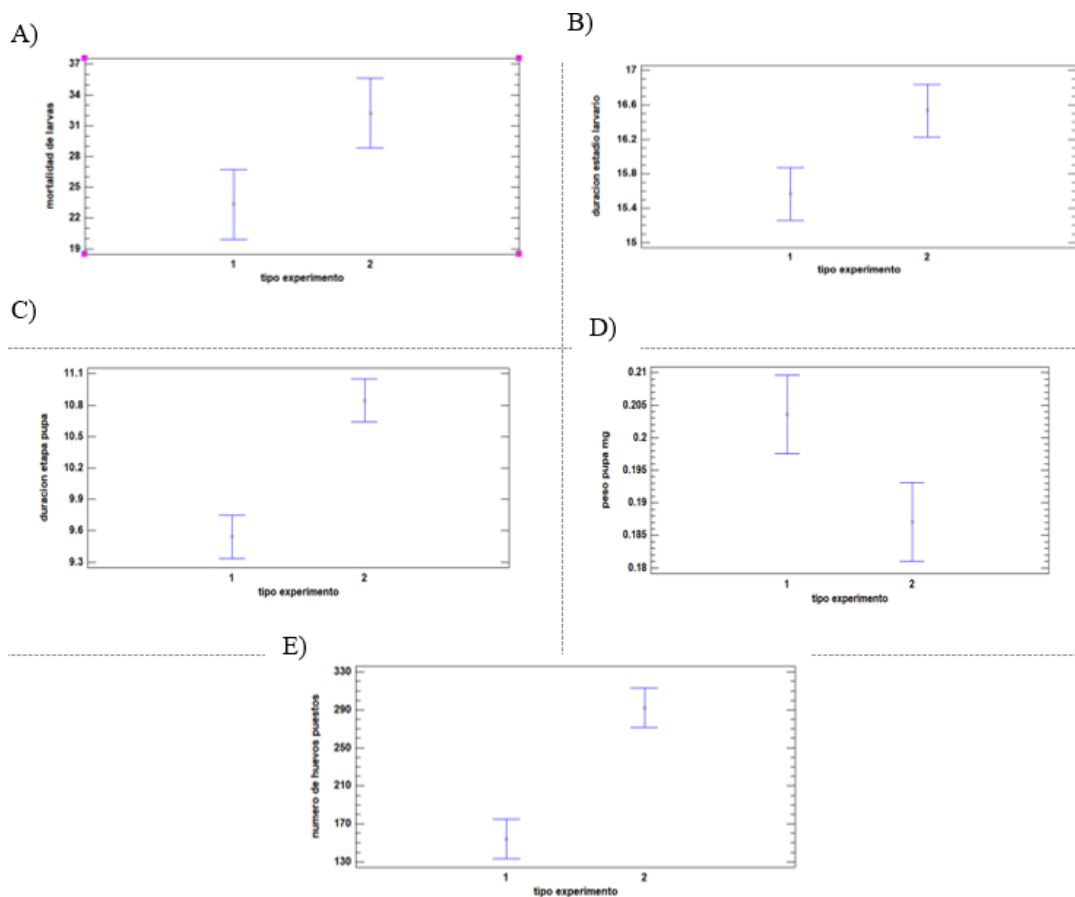 A)
mortalidad de larvas
37
34
31
28
25
22
19
1 2
tipo experimento
B)
duracion estadio larvario
17
16.6
16.2
15.8
15.4
15
1 2
tipo experimento
C)
duracion etapa pupa
11.1
10.8
10.5
10.2
9.9
9.6
9.3
1 2
tipo experimento
D)
peso pupa mg
0.21
0.205
0.2
0.195
0.19
0.185
0.18
1 2
tipo experimento
E)
numero de huevos puestos
330
290
250
210
170
130
1 2
tipo experimento